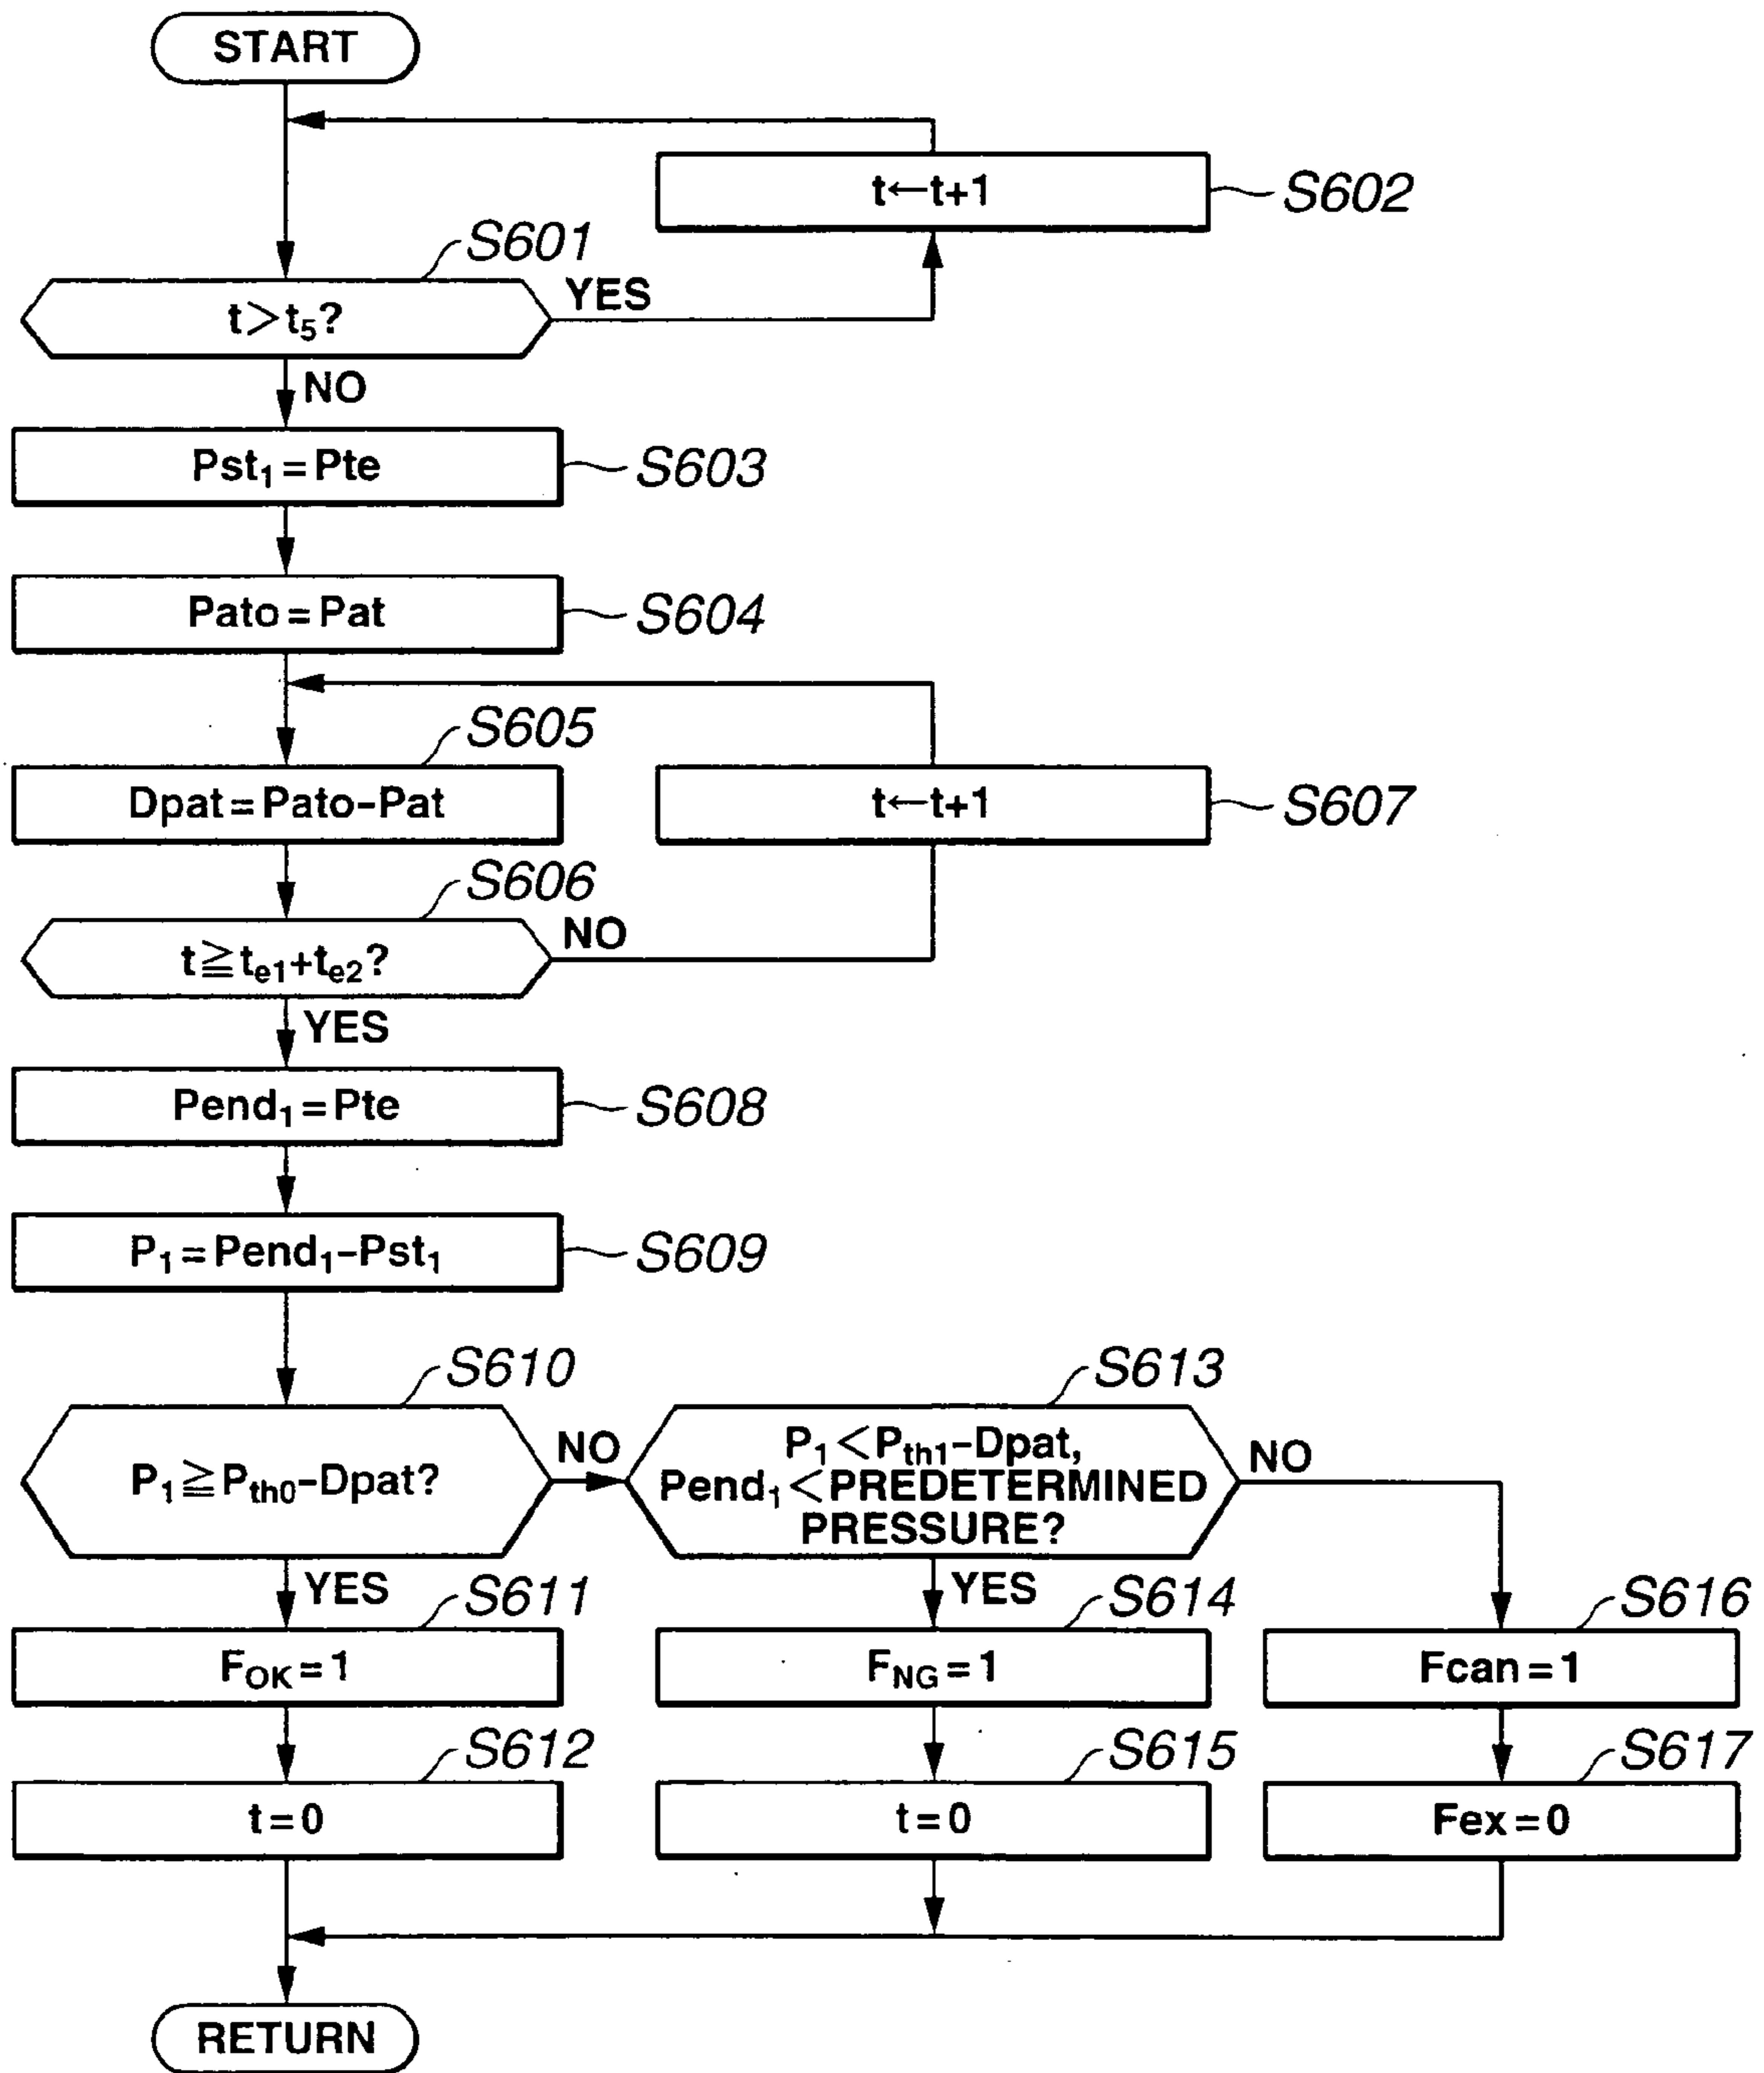 START
t←t+1
S602
S601
t>t₅?
YES
NO
Pst₁=Pte
S603
Pato=Pat
S604
S605
Dpat=Pato-Pat
t←t+1
S607
S606
t≧tₑ₁+tₑ₂?
NO
YES
Pend₁=Pte
S608
P₁=Pend₁-Pst₁
S609
S610
P₁≧Pth0-Dpat?
NO
S613
P₁<Pth1-Dpat,
Pend₁<PREDETERMINED
PRESSURE?
NO
YES
S611
FOK=1
YES
S614
FNG=1
S616
Fcan=1
S612
t=0
S615
t=0
S617
Fex=0
RETURN